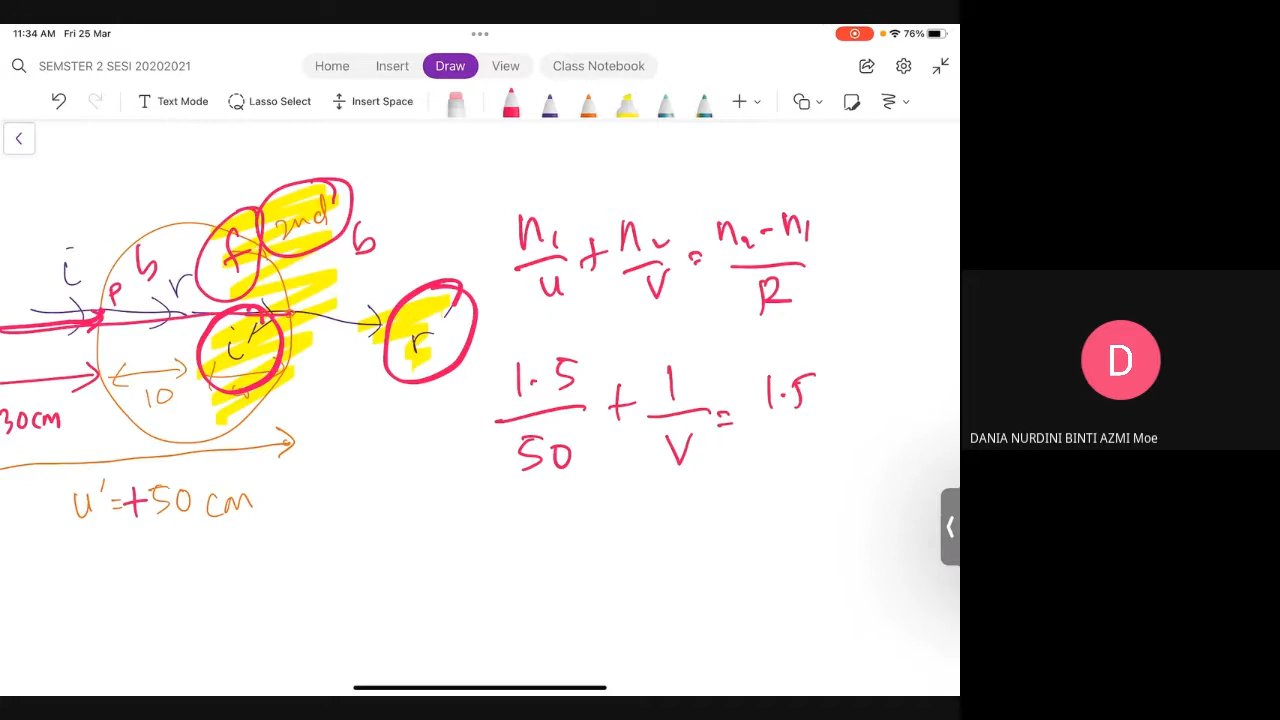 11:34 AM Fri 25 Mar
76%
SEMSTER 2 SESI 20202021
Home Insert Draw View Class Notebook
Text Mode Lasso Select Insert Space
i
P
b
r
f
2nd
b
i'
r'
10
30cm
u' = +50 cm
n1/u + n2/v = n2 - n1/R
1.5/50 + 1/v = 1.5
D
DANIA NURDINI BINTI AZMI Moe